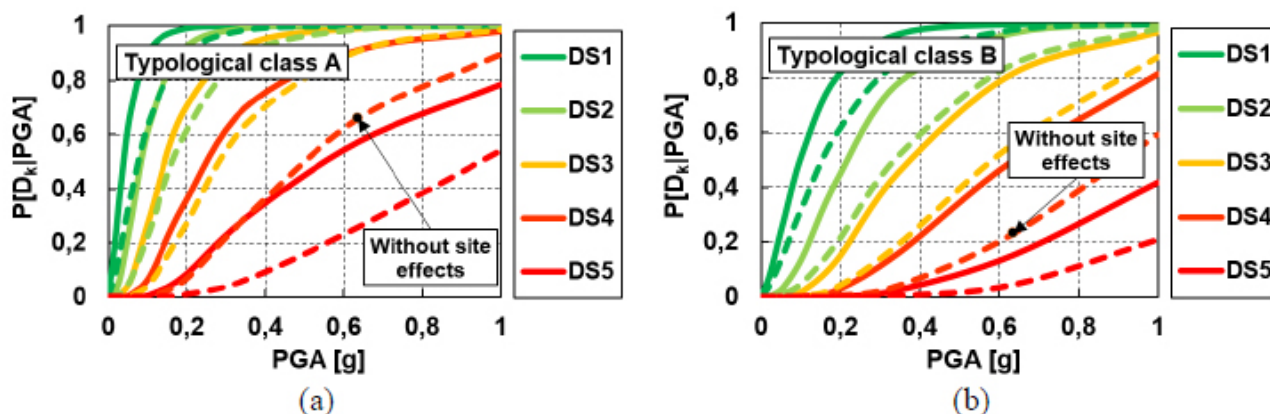 P[Dₖ|PGA]
1
0,8
0,6
0,4
0,2
0
Typological class A
Without site
effects
0 0,2 0,4 0,6 0,8 1
PGA [g]
DS1
DS2
DS3
DS4
DS5
(a)
P[Dₖ|PGA]
1
0,8
0,6
0,4
0,2
0
Typological class B
Without site
effects
0 0,2 0,4 0,6 0,8 1
PGA [g]
DS1
DS2
DS3
DS4
DS5
(b)